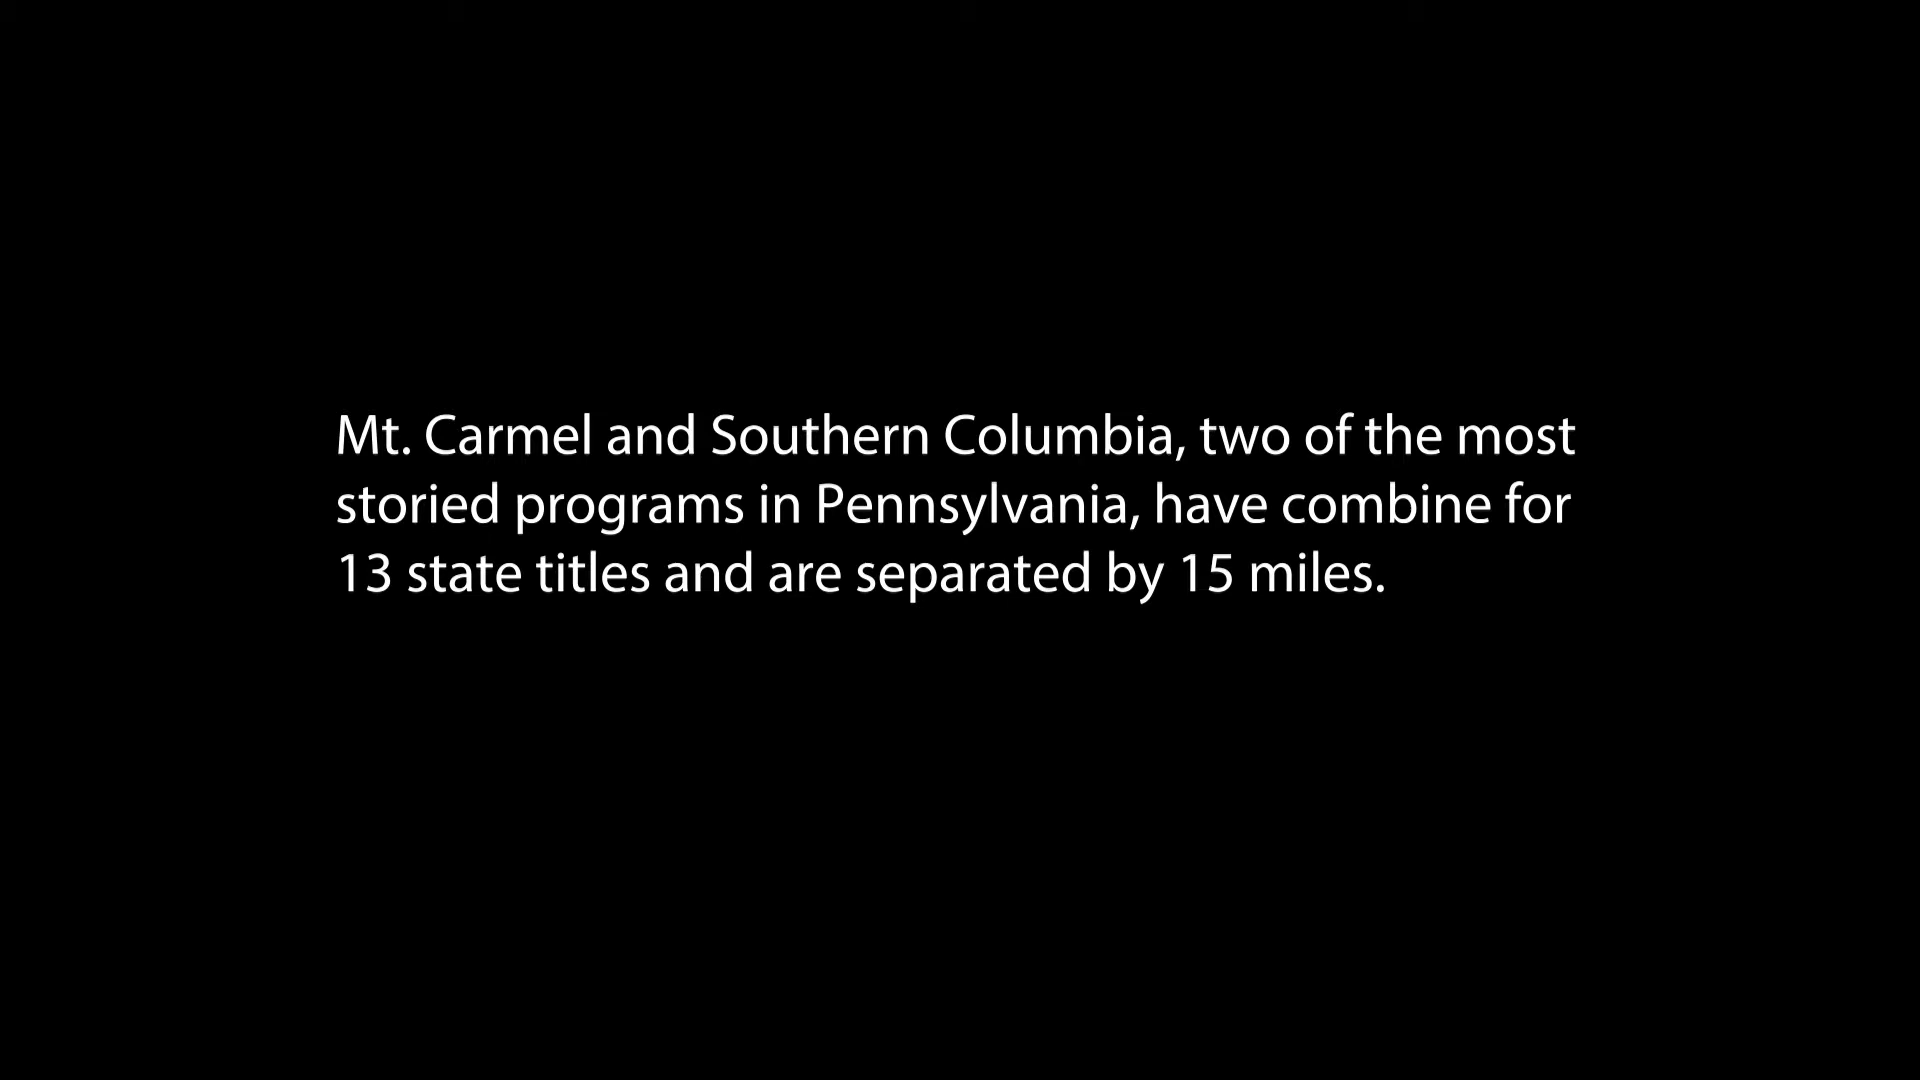 Mt. Carmel and Southern Columbia, two of the most
storied programs in Pennsylvania, have combine for
13 state titles and are separated by 15 miles.